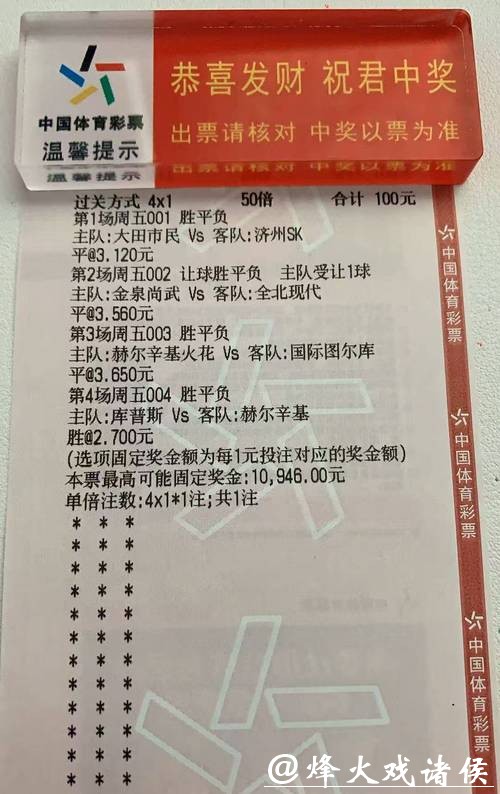 恭喜发财 祝君中奖
中国体育彩票
出票请核对 中奖以票为准
温馨提示
过关方式 4x1 50倍 合计 100元
第1场周五001 胜平负
主队:大田市民 Vs 客队:济州SK
平@3.120元
第2场周五002 让球胜平负 主队受让1球
主队:金泉尚武 Vs 客队:全北现代
平@3.560元
第3场周五003 胜平负
主队:赫尔辛基火花 Vs 客队:国际图尔库
平@3.650元
第4场周五004 胜平负
主队:库普斯 Vs 客队:赫尔辛基
胜@2.700元
(选项固定奖金额为每1元投注对应的奖金额)
本票最高可能固定奖金:10,946.00元
单倍注数:4x1*1注;共1注
* * *
* * *
* * *
* * *
* * *
* * *
* * *
* * *
* * *
* * *
* * *
* * *
* * *
中国体育彩票
中国体育彩票
中国体育彩票
@烽火戏诸侯